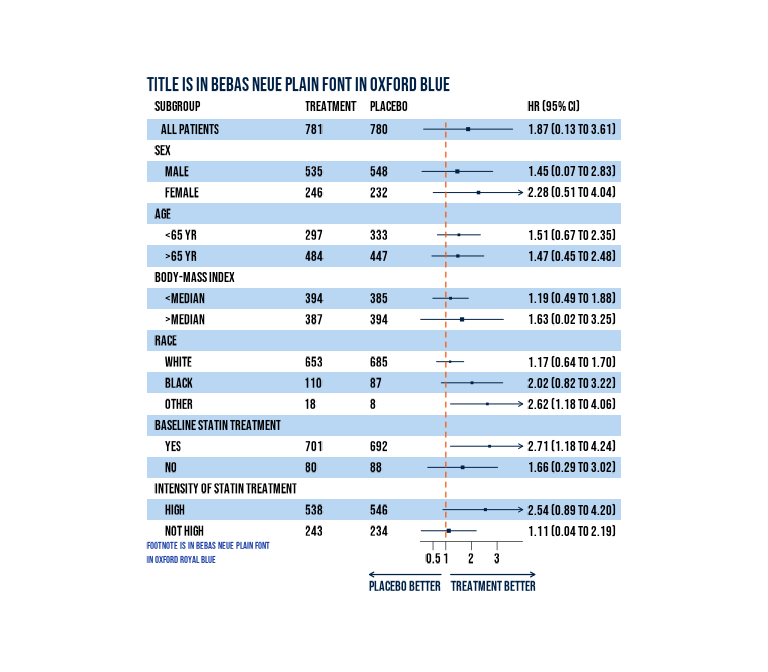 TITLE IS IN BEBAS NEUE PLAIN FONT IN OXFORD BLUE
SUBGROUP TREATMENT PLACEBO HR (95% CI)
ALL PATIENTS 781 780 1.87 (0.13 TO 3.61)
SEX
MALE 535 548 1.45 (0.07 TO 2.83)
FEMALE 246 232 2.28 (0.51 TO 4.04)
AGE
<65 YR 297 333 1.51 (0.67 TO 2.35)
>65 YR 484 447 1.47 (0.45 TO 2.48)
BODY-MASS INDEX
<MEDIAN 394 385 1.19 (0.49 TO 1.88)
>MEDIAN 387 394 1.63 (0.02 TO 3.25)
RACE
WHITE 653 685 1.17 (0.64 TO 1.70)
BLACK 110 87 2.02 (0.82 TO 3.22)
OTHER 18 8 2.62 (1.18 TO 4.06)
BASELINE STATIN TREATMENT
YES 701 692 2.71 (1.18 TO 4.24)
NO 80 88 1.66 (0.29 TO 3.02)
INTENSITY OF STATIN TREATMENT
HIGH 538 546 2.54 (0.89 TO 4.20)
NOT HIGH 243 234 1.11 (0.04 TO 2.19)
FOOTNOTE IS IN BEBAS NEUE PLAIN FONT
IN OXFORD ROYAL BLUE
0.5 1 2 3
PLACEBO BETTER TREATMENT BETTER